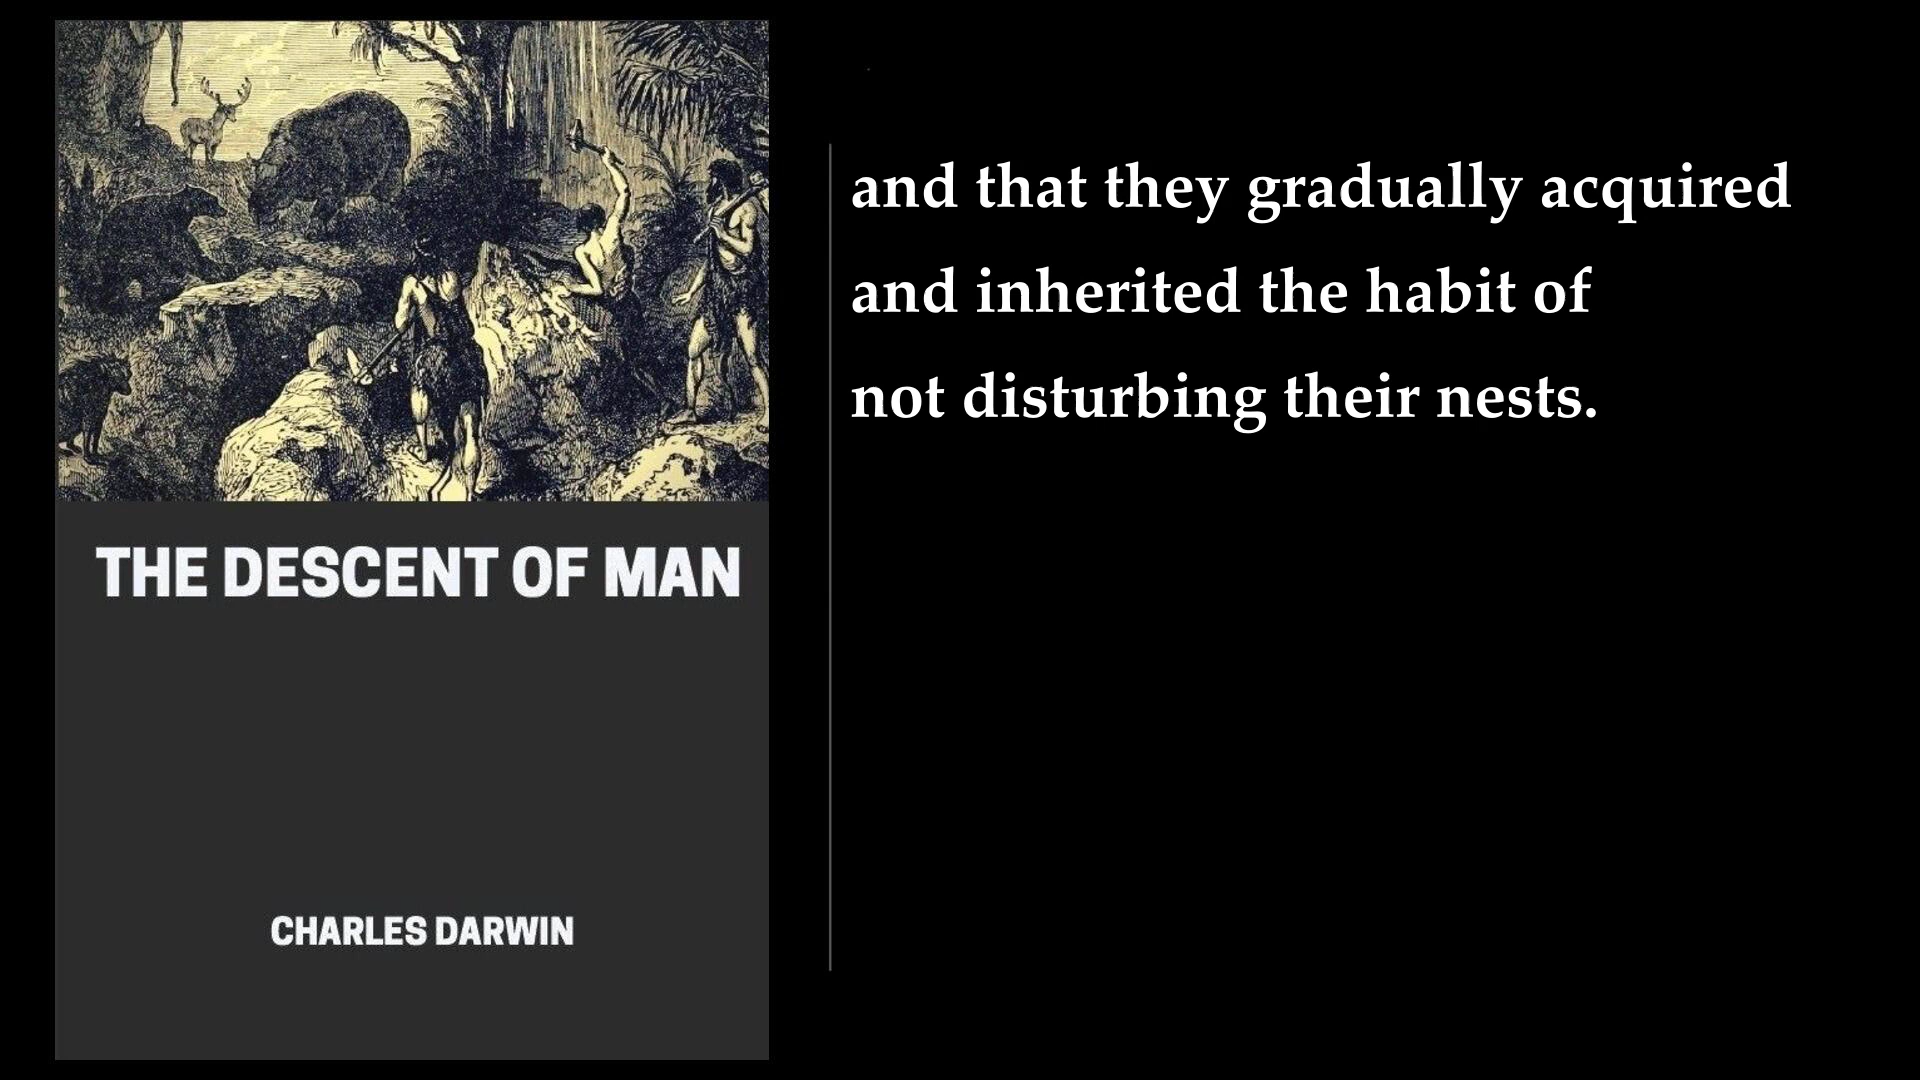 THE DESCENT OF MAN
CHARLES DARWIN
and that they gradually acquired
and inherited the habit of
not disturbing their nests.